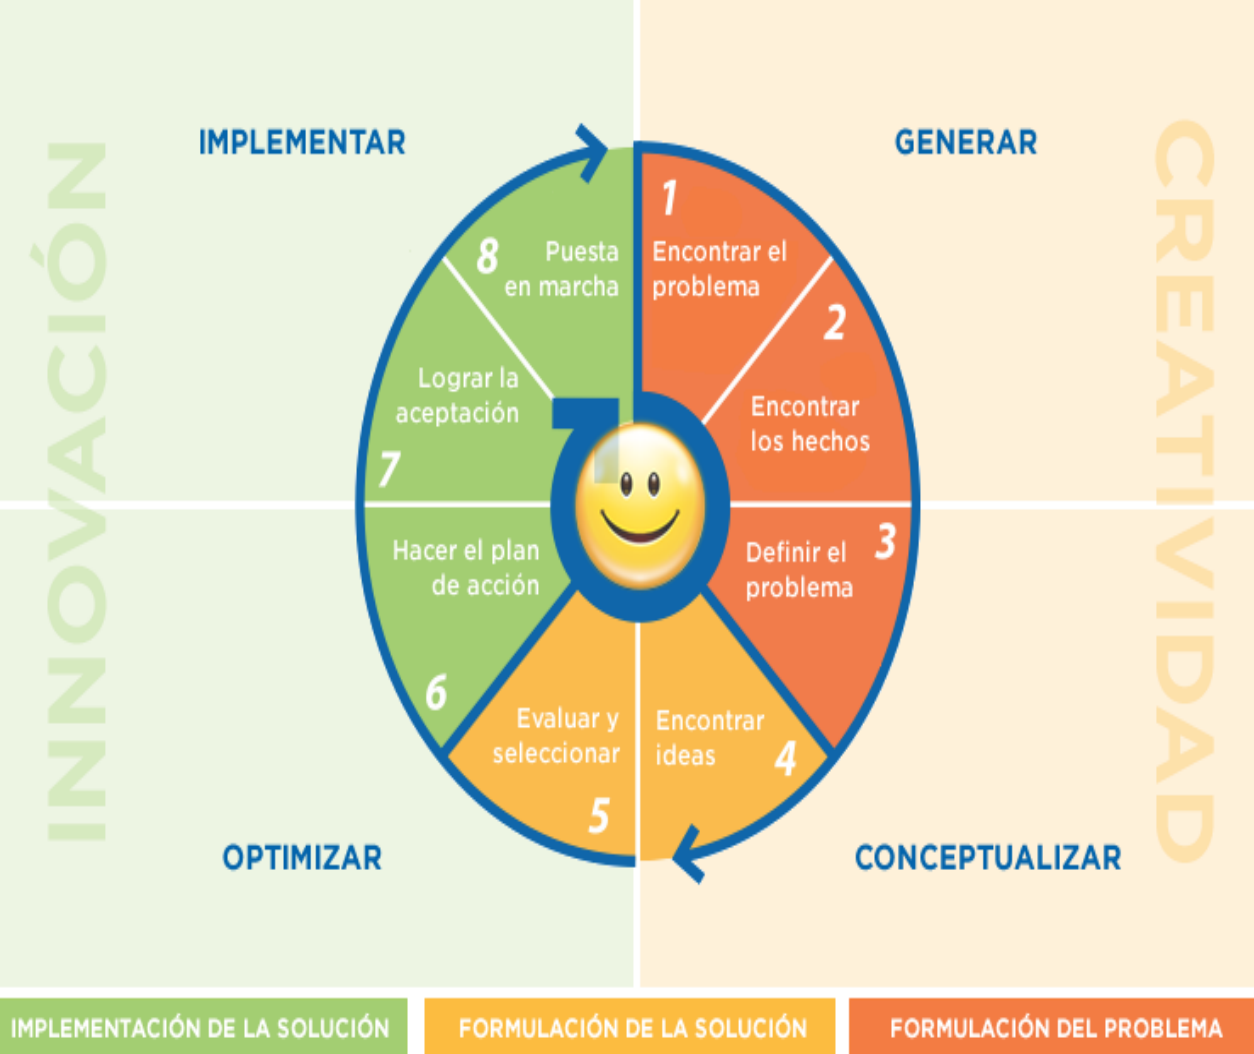 IMPLEMENTAR
GENERAR
INNOVACIÓN
CREATIVIDAD
1
Encontrar el
problema
2
Encontrar
los hechos
3
Definir el
problema
4
Encontrar
ideas
5
Evaluar y
seleccionar
6
Hacer el plan
de acción
7
Lograr la
aceptación
8
Puesta
en marcha
OPTIMIZAR
CONCEPTUALIZAR
IMPLEMENTACIÓN DE LA SOLUCIÓN
FORMULACIÓN DE LA SOLUCIÓN
FORMULACIÓN DEL PROBLEMA